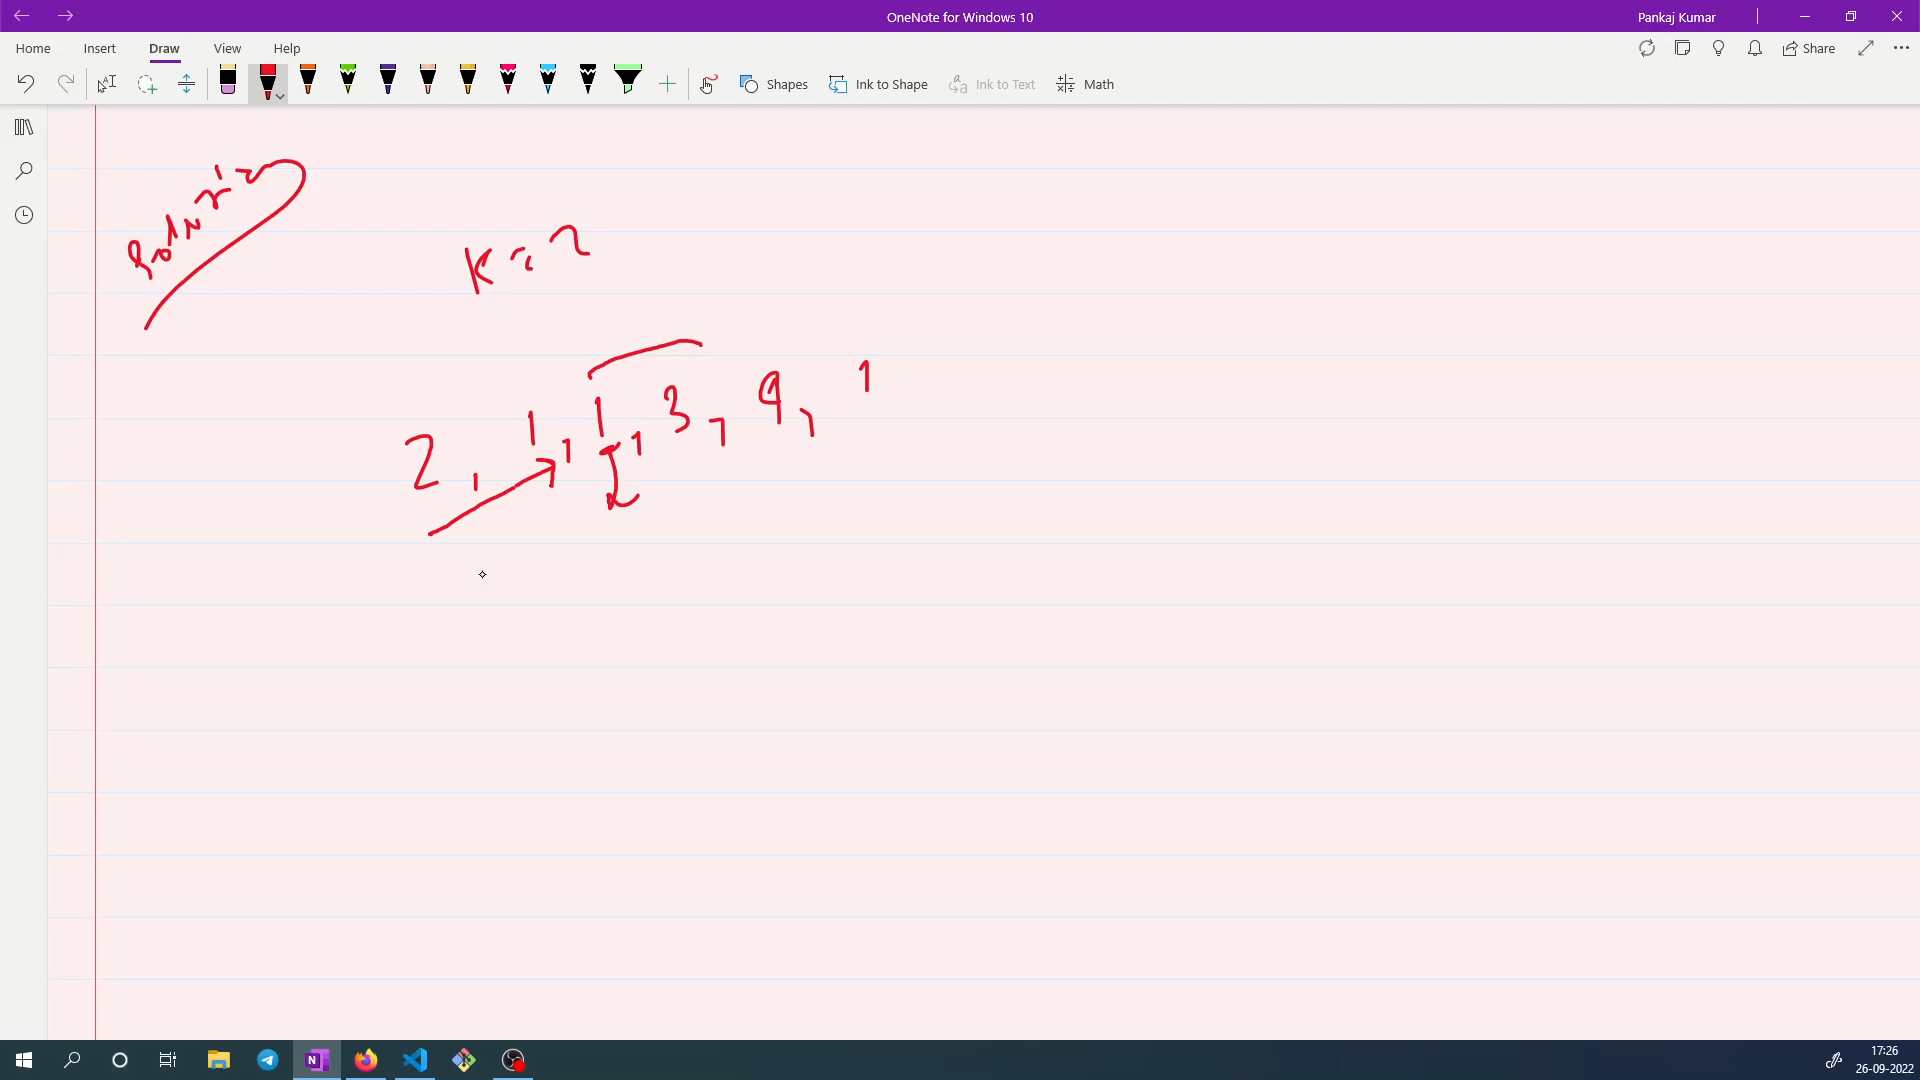 OneNote for Windows 10
Pankaj Kumar
Home Insert Draw View Help
Share
Shapes
Ink to Shape
Ink to Text
Math
Solution
K = 2
2, 1, 1, 3, 4, 1
17:26
26-09-2022